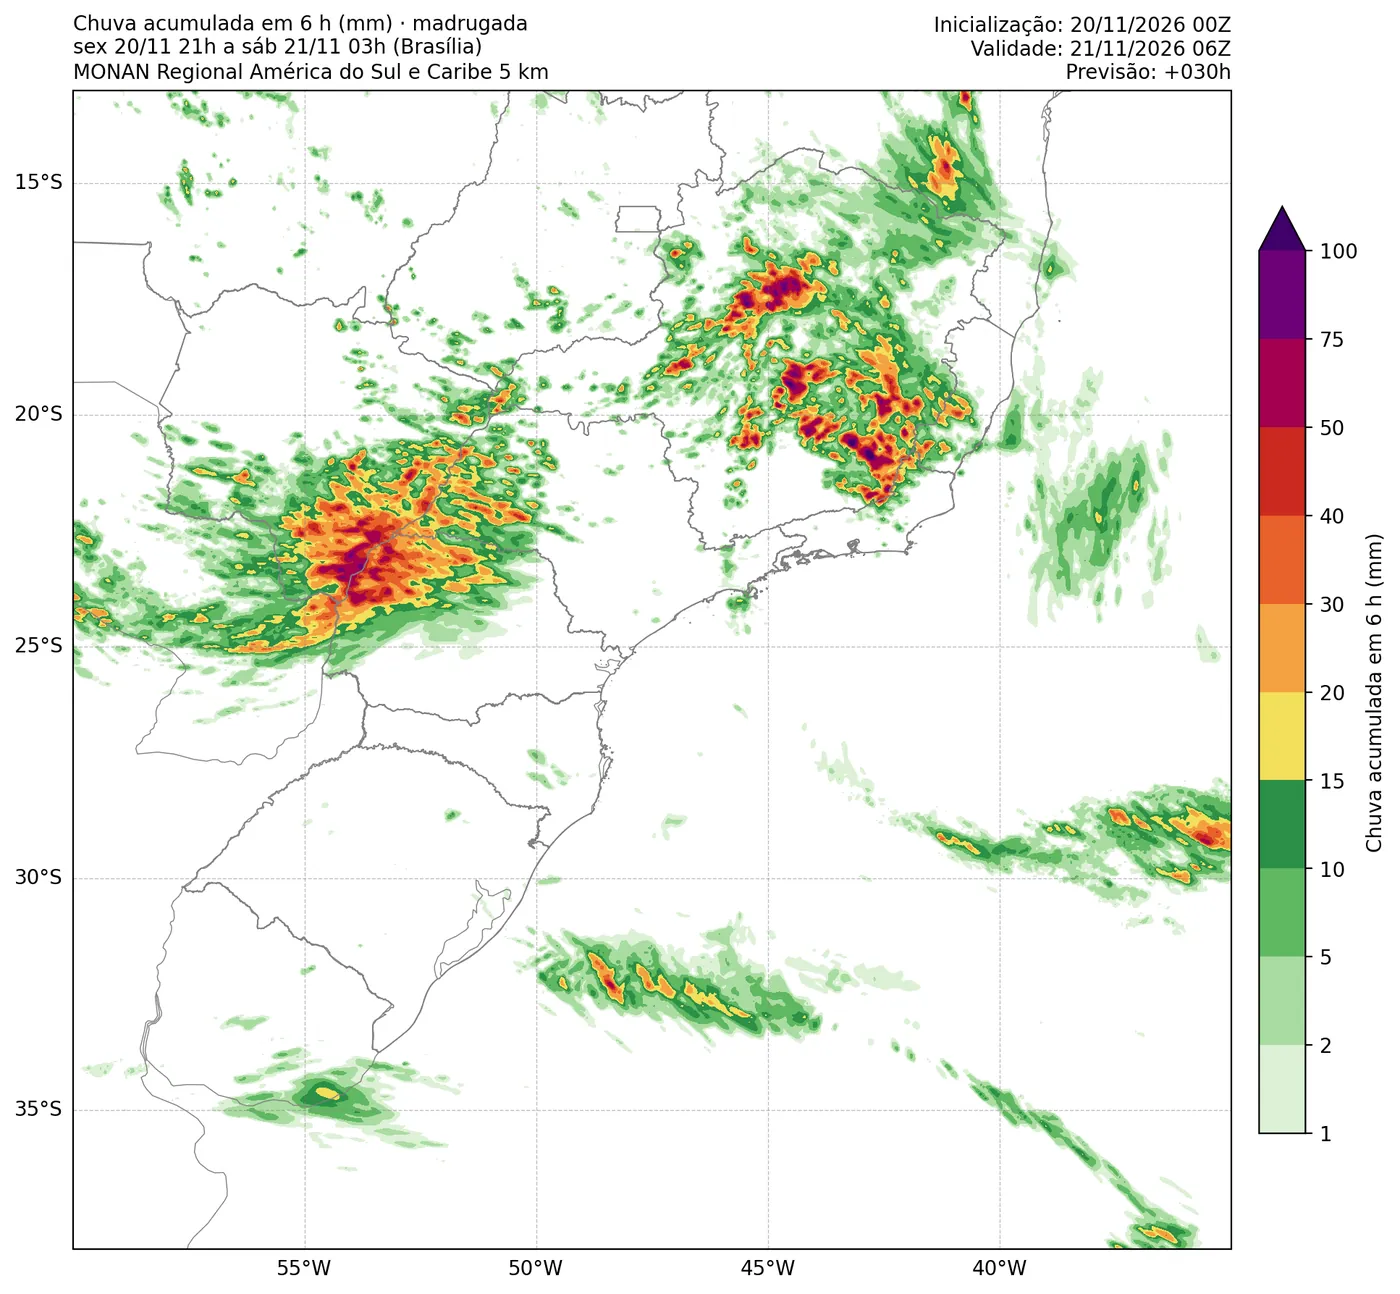 Chuva acumulada em 6 h (mm) · madrugada
sex 20/11 21h a sáb 21/11 03h (Brasília)
MONAN Regional América do Sul e Caribe 5 km
Inicialização: 20/11/2026 00Z
Validade: 21/11/2026 06Z
Previsão: +030h
15°S
20°S
25°S
30°S
35°S
55°W
50°W
45°W
40°W
100
75
50
40
30
20
15
10
5
2
1
Chuva acumulada em 6 h (mm)